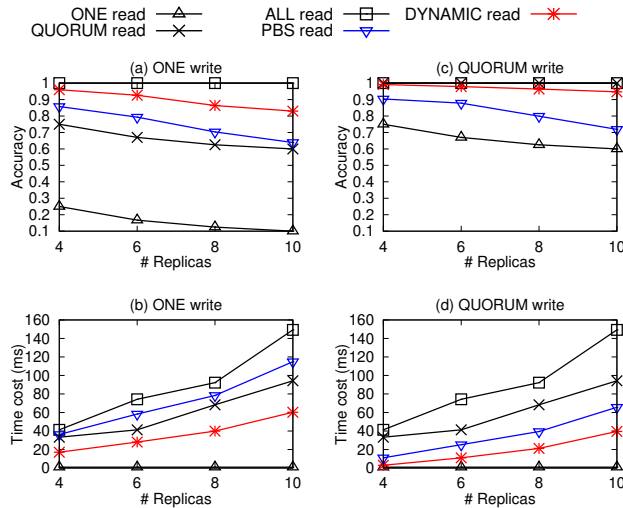 ONE read ALL read DYNAMIC read
QUORUM read PBS read
(a) ONE write
1
0.9
0.8
0.7
0.6
0.5
0.4
0.3
0.2
0.1
Accuracy
4 6 8 10
# Replicas
(c) QUORUM write
1
0.9
0.8
0.7
0.6
0.5
0.4
0.3
0.2
0.1
Accuracy
4 6 8 10
# Replicas
(b) ONE write
160
140
120
100
80
60
40
20
0
Time cost (ms)
4 6 8 10
# Replicas
(d) QUORUM write
160
140
120
100
80
60
40
20
0
Time cost (ms)
4 6 8 10
# Replicas